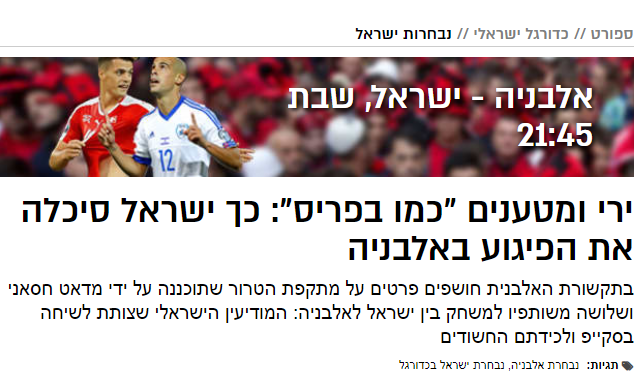 ספורט // כדורגל ישראלי // נבחרות ישראל
אלבניה - ישראל, שבת
21:45
12
ירי ומטענים "כמו בפריס": כך ישראל סיכלה
את הפיגוע באלבניה
בתקשורת האלבנית חושפים פרטים על מתקפת הטרור שתוכננה על ידי מדאט חסאני
ושלושה משותפיו למשחק בין ישראל לאלבניה: המודיעין הישראלי שצותת לשיחה
בסקייפ ולכידתם החשודים
תגיות: נבחרת אלבניה, נבחרת ישראל בכדורגל